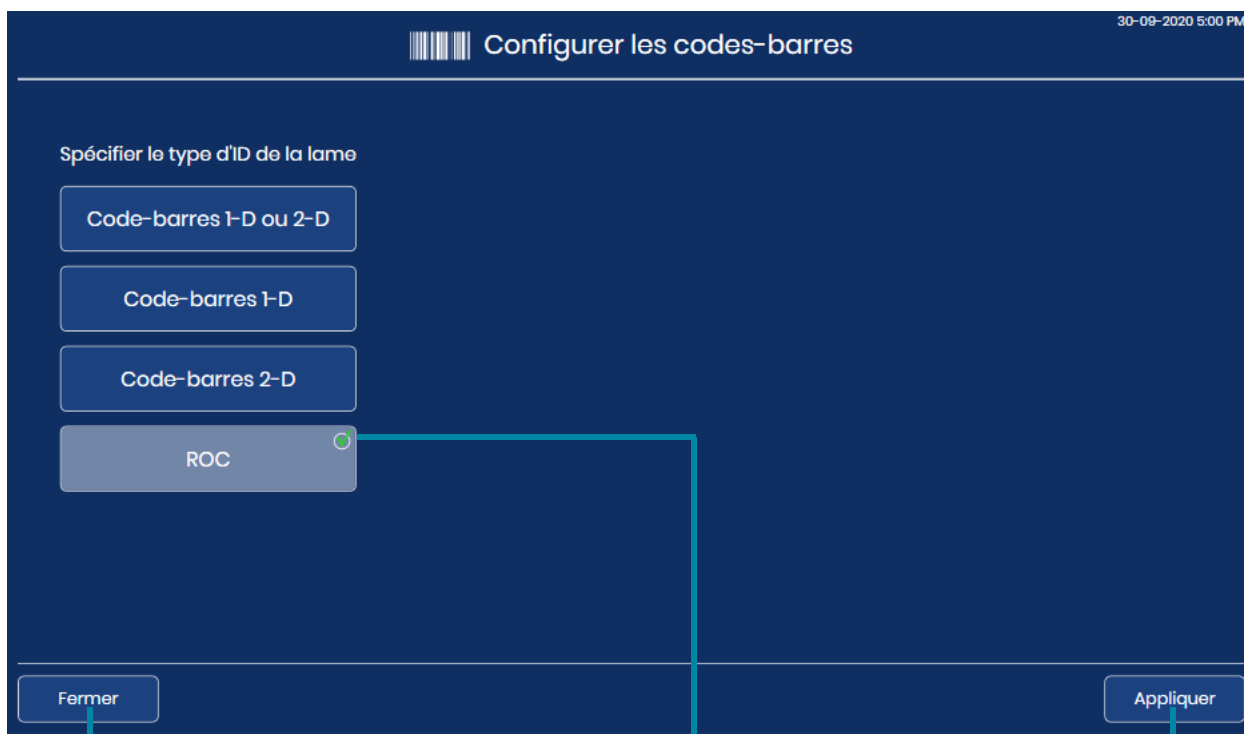 30-09-2020 5:00 PM
Configurer les codes-barres
Spécifier le type d'ID de la lame
Code-barres 1-D ou 2-D
Code-barres 1-D
Code-barres 2-D
ROC
Fermer
Appliquer